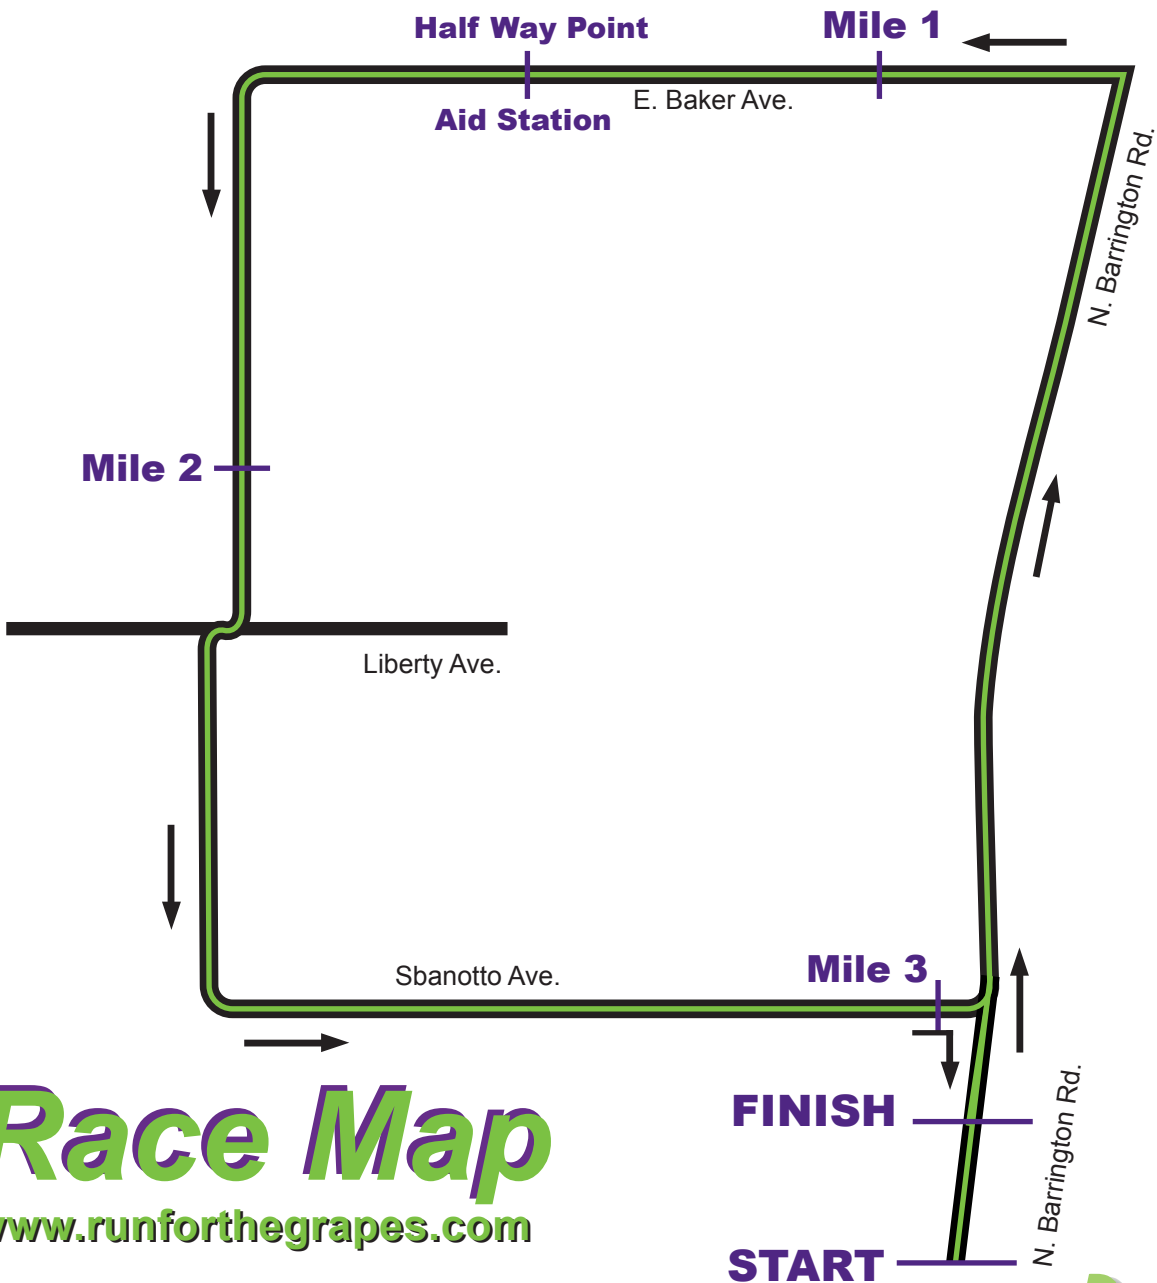 Half Way Point
Mile 1
E. Baker Ave.
Aid Station
N. Barrington Rd.
Mile 2
Liberty Ave.
Sbanotto Ave.
Mile 3
Race Map
FINISH
N. Barrington Rd.
www.runforthegrapes.com
START